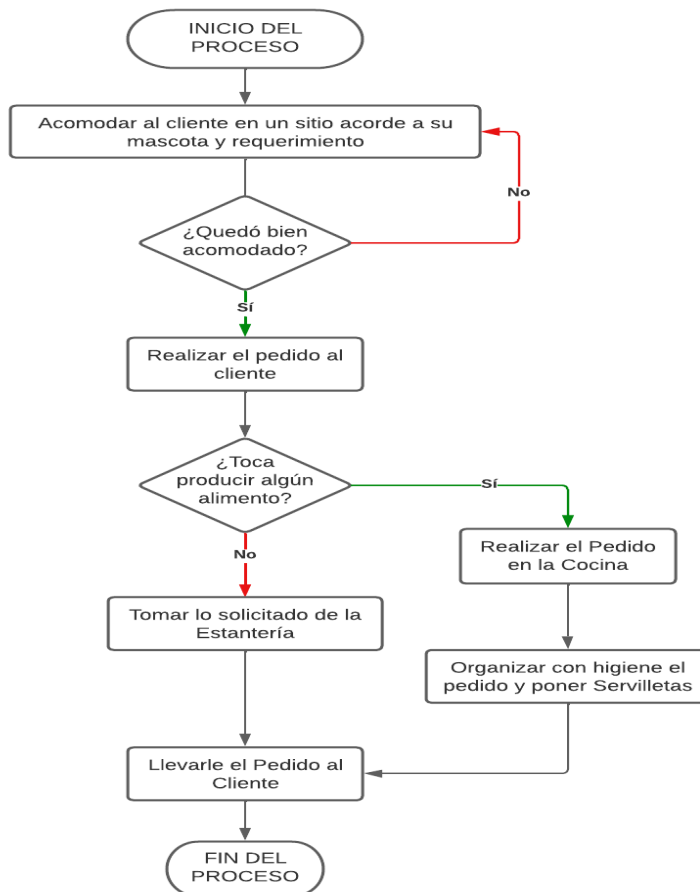 INICIO DEL
PROCESO
Acomodar al cliente en un sitio acorde a su
mascota y requerimiento
No
¿Quedó bien
acomodado?
Sí
Realizar el pedido al
cliente
¿Toca
producir algún
alimento?
Sí
No
Realizar el Pedido
en la Cocina
Tomar lo solicitado de la
Estantería
Organizar con higiene el
pedido y poner Servilletas
Llevarle el Pedido al
Cliente
FIN DEL
PROCESO